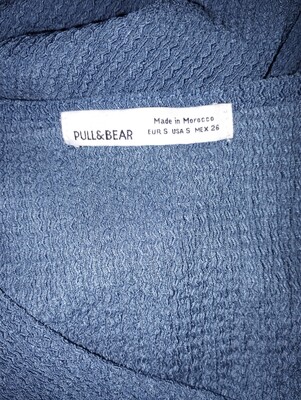 PULL&BEAR
Made in Morocco
EUR S USA S MEX 26